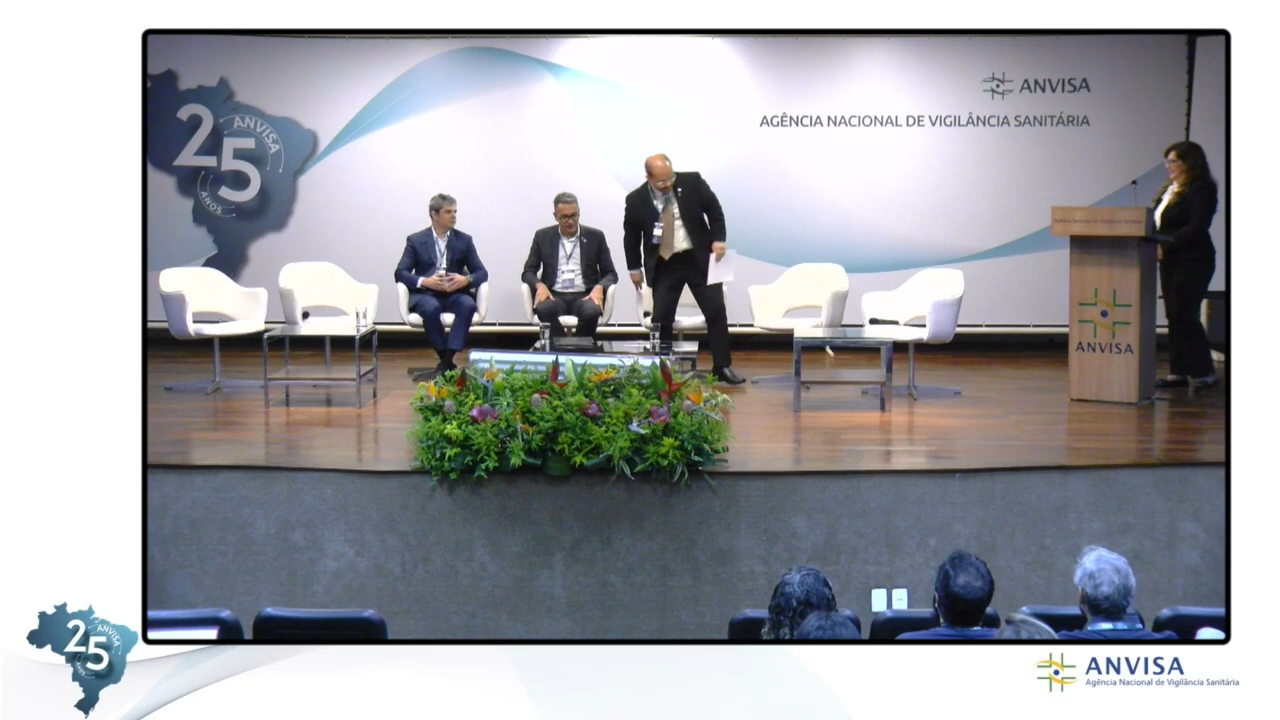 25
ANVISA
ANOS
ANVISA
AGÊNCIA NACIONAL DE VIGILÂNCIA SANITÁRIA
ANVISA
25
ANVISA
ANVISA
Agência Nacional de Vigilância Sanitária